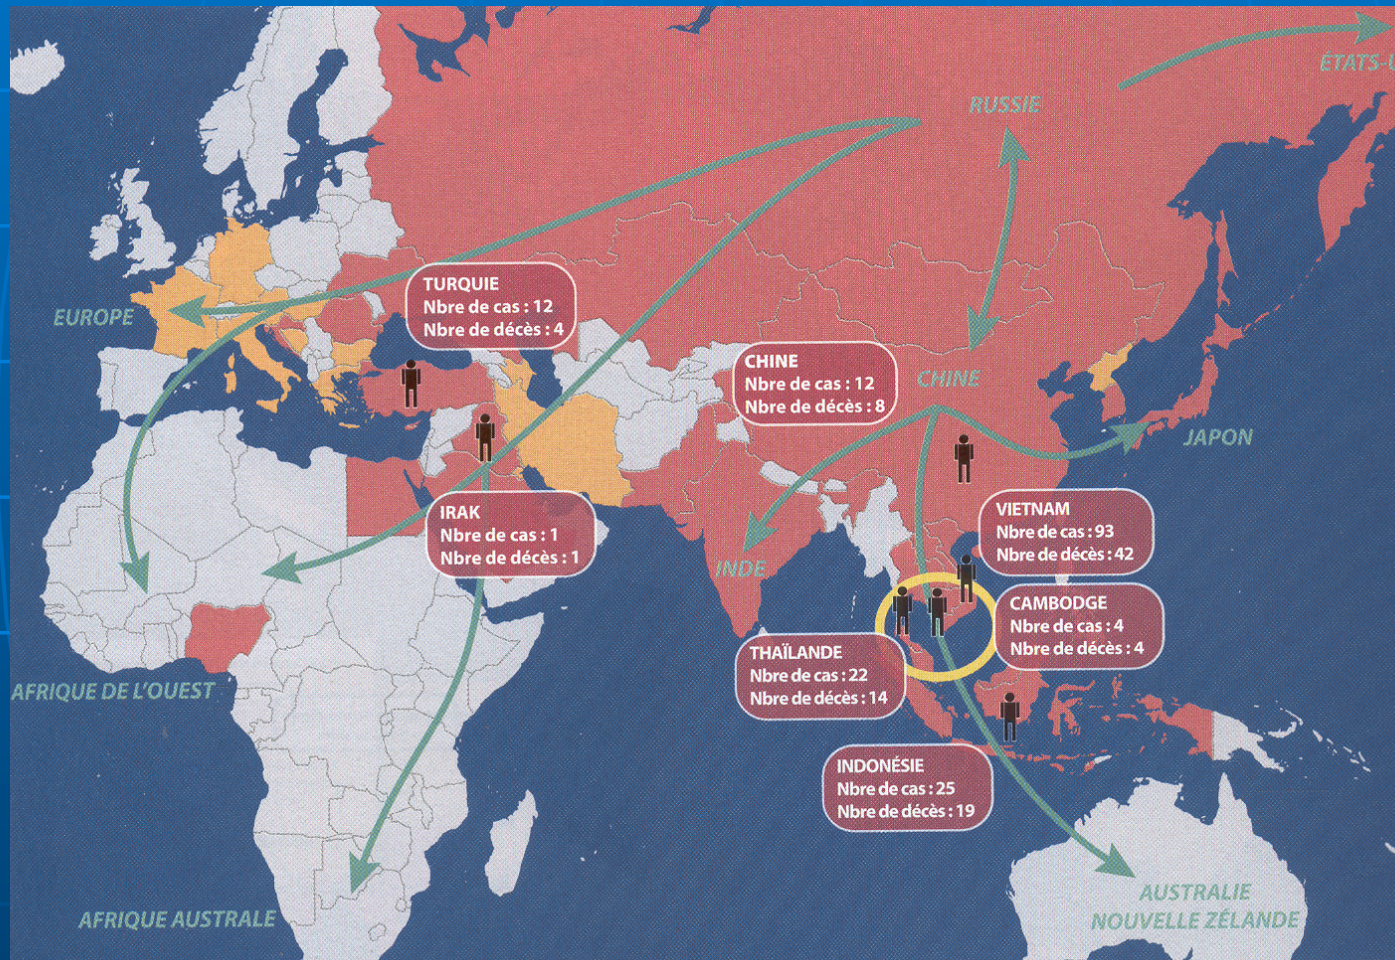 ÉTATS-U
RUSSIE
TURQUIE
Nbre de cas : 12
Nbre de décès : 4
EUROPE
CHINE
Nbre de cas : 12
Nbre de décès : 8
CHINE
JAPON
IRAK
Nbre de cas : 1
Nbre de décès : 1
VIETNAM
Nbre de cas : 93
Nbre de décès : 42
INDE
CAMBODGE
Nbre de cas : 4
Nbre de décès : 4
THAÏLANDE
Nbre de cas : 22
Nbre de décès : 14
AFRIQUE DE L'OUEST
INDONÉSIE
Nbre de cas : 25
Nbre de décès : 19
AUSTRALIE
NOUVELLE ZÉLANDE
AFRIQUE AUSTRALE